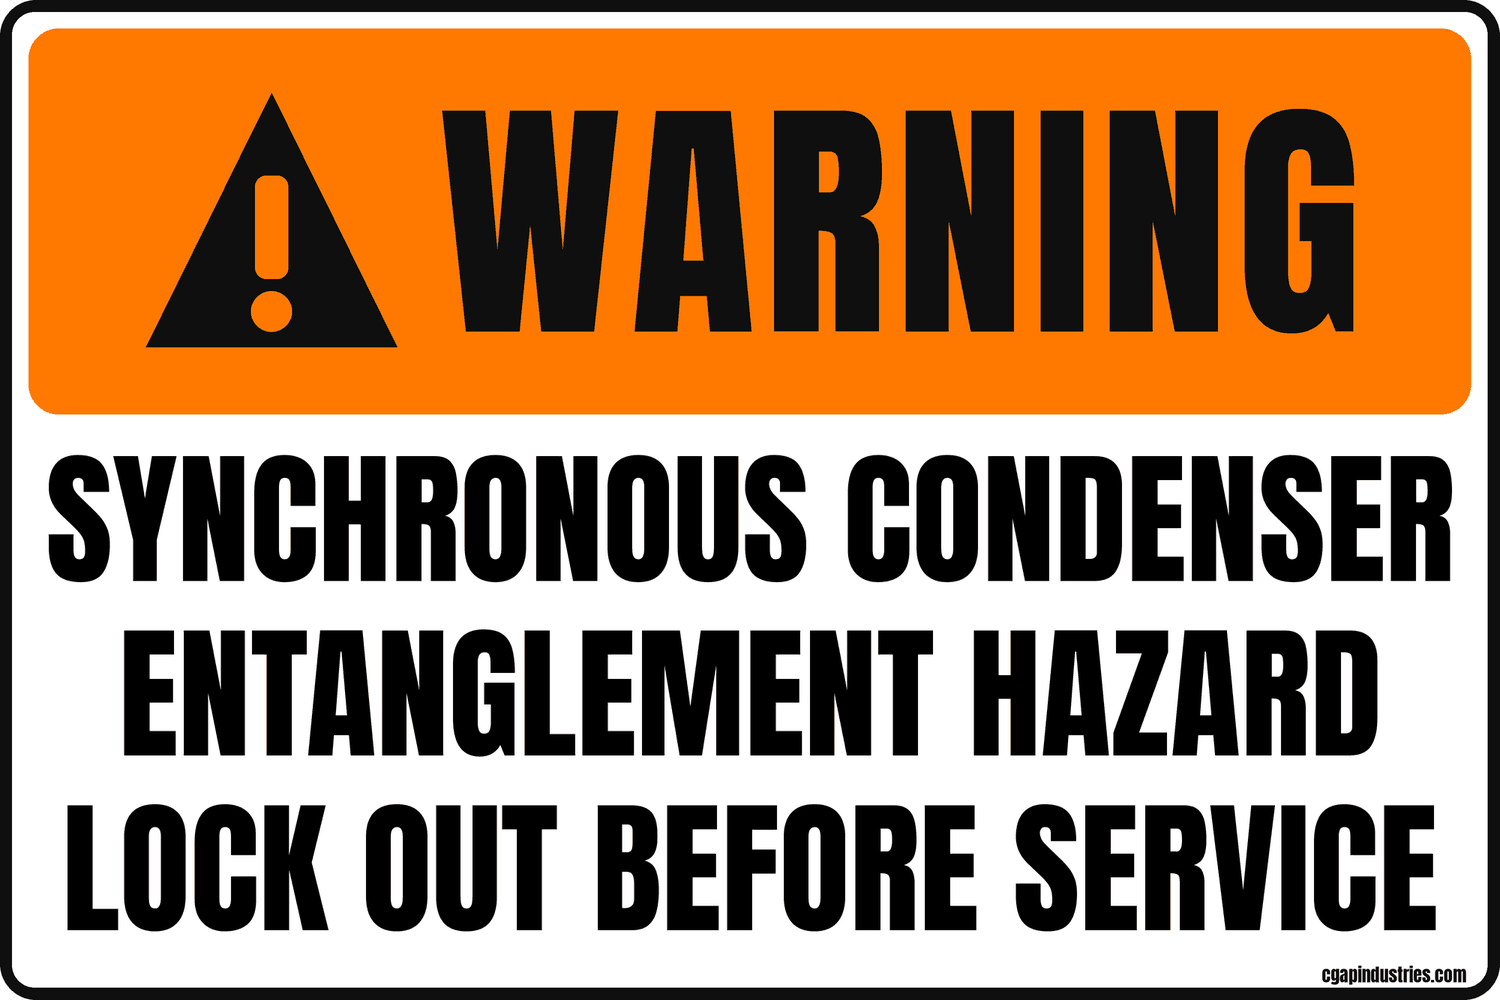 WARNING
SYNCHRONOUS CONDENSER
ENTANGLEMENT HAZARD
LOCK OUT BEFORE SERVICE
cgapindustries.com